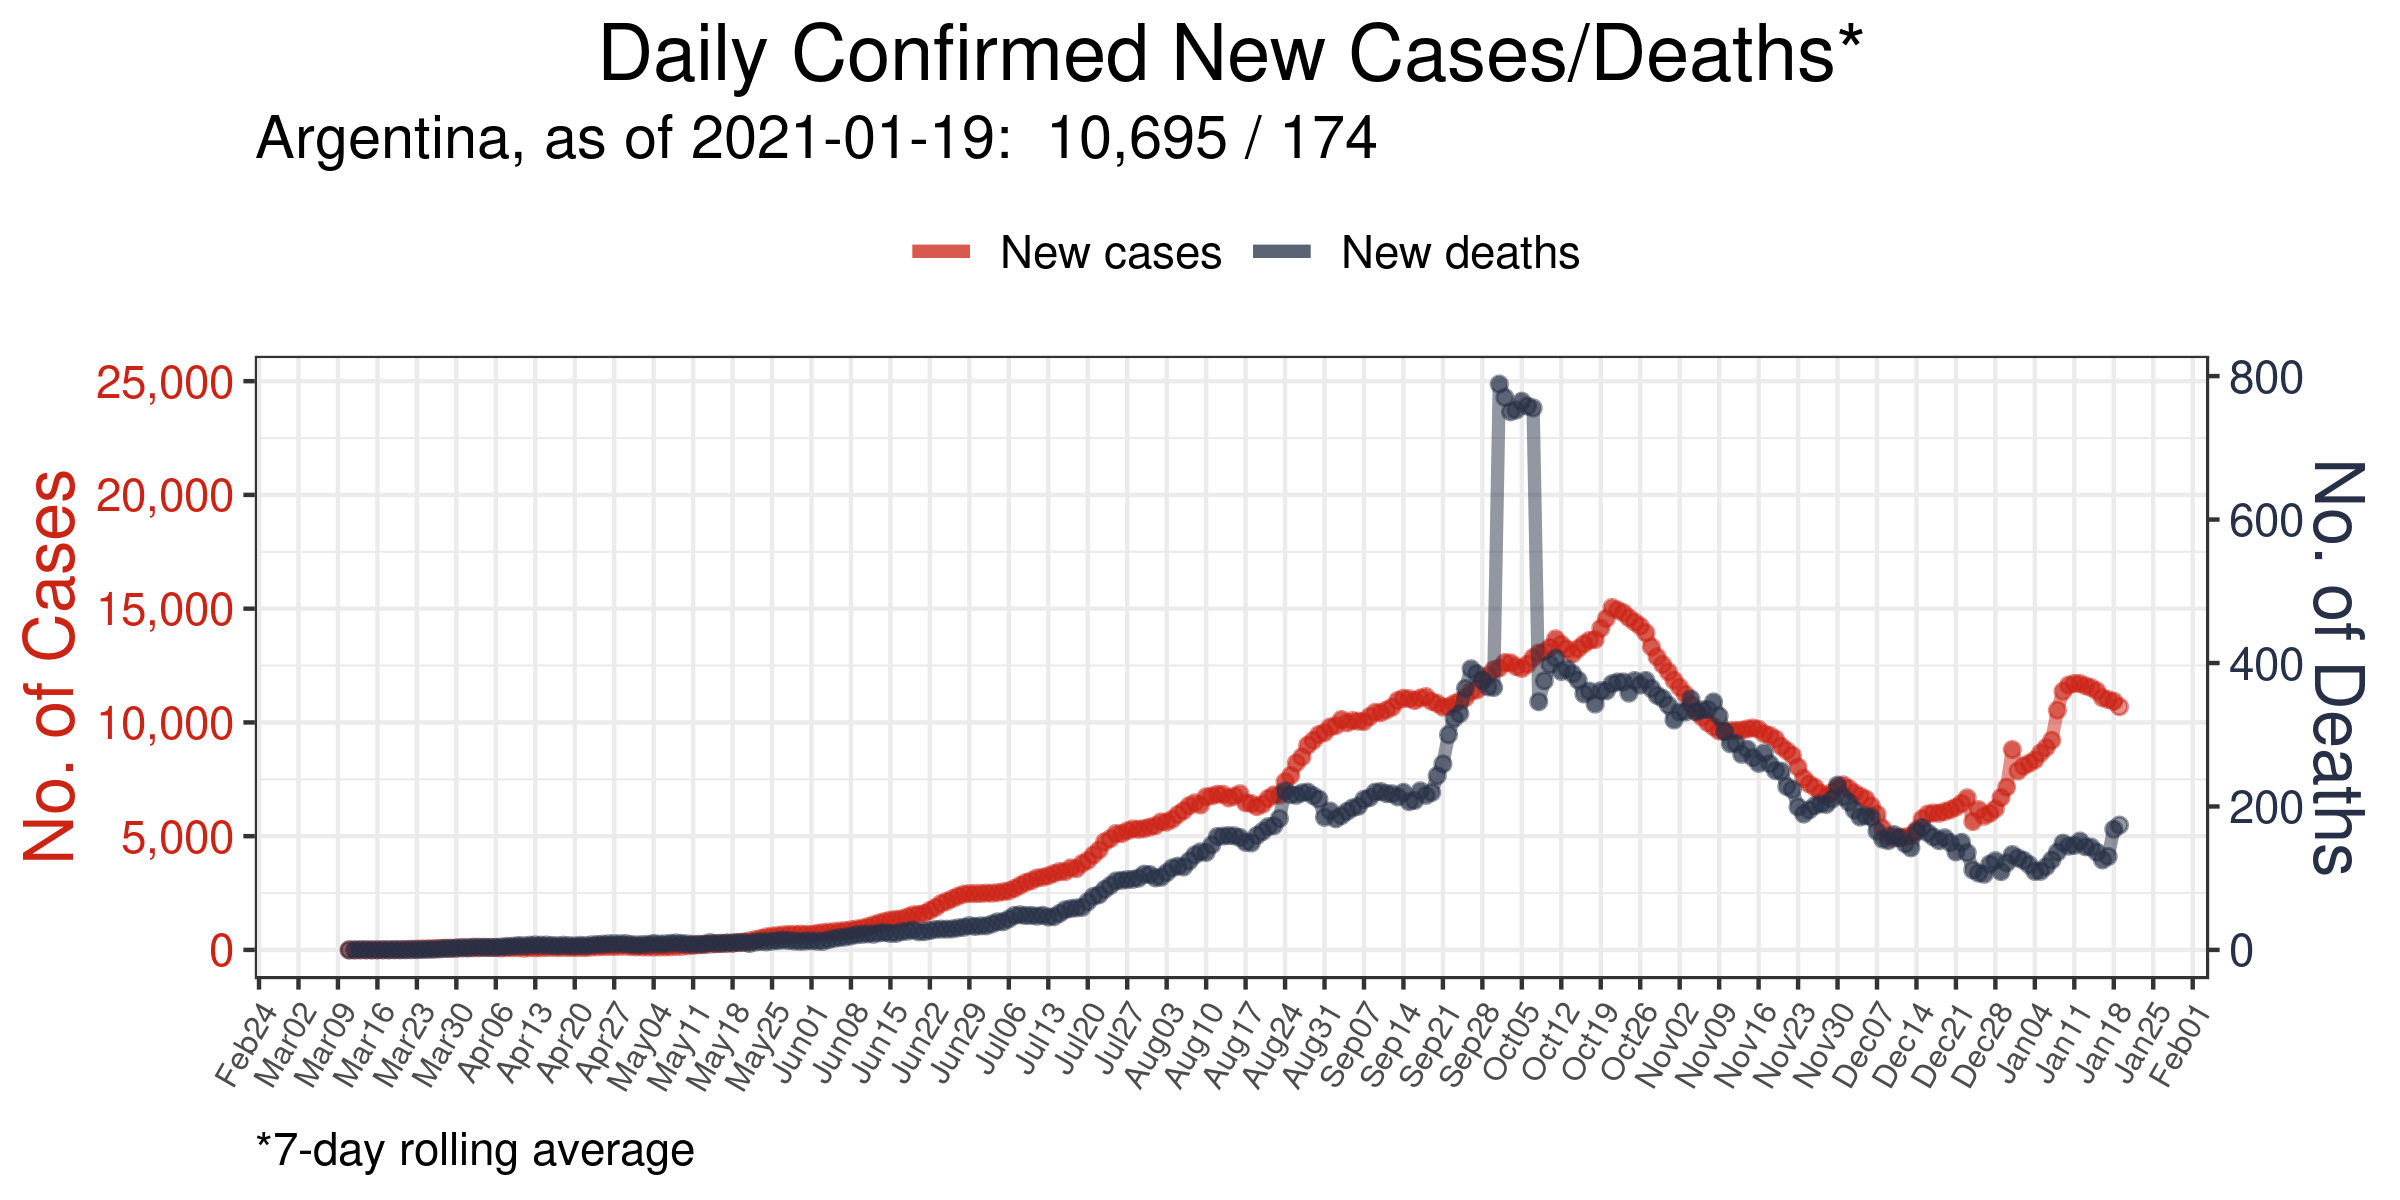 Daily Confirmed New Cases/Deaths*
Argentina, as of 2021-01-19:  10,695 / 174
New cases
New deaths
No. of Cases
25,000
20,000
15,000
10,000
5,000
0
800
600
400
200
0
No. of Deaths
Feb24
Mar02
Mar09
Mar16
Mar23
Mar30
Apr06
Apr13
Apr20
Apr27
May04
May11
May18
May25
Jun01
Jun08
Jun15
Jun22
Jun29
Jul06
Jul13
Jul20
Jul27
Aug03
Aug10
Aug17
Aug24
Aug31
Sep07
Sep14
Sep21
Sep28
Oct05
Oct12
Oct19
Oct26
Nov02
Nov09
Nov16
Nov23
Nov30
Dec07
Dec14
Dec21
Dec28
Jan04
Jan11
Jan18
Jan25
Feb01
*7-day rolling average